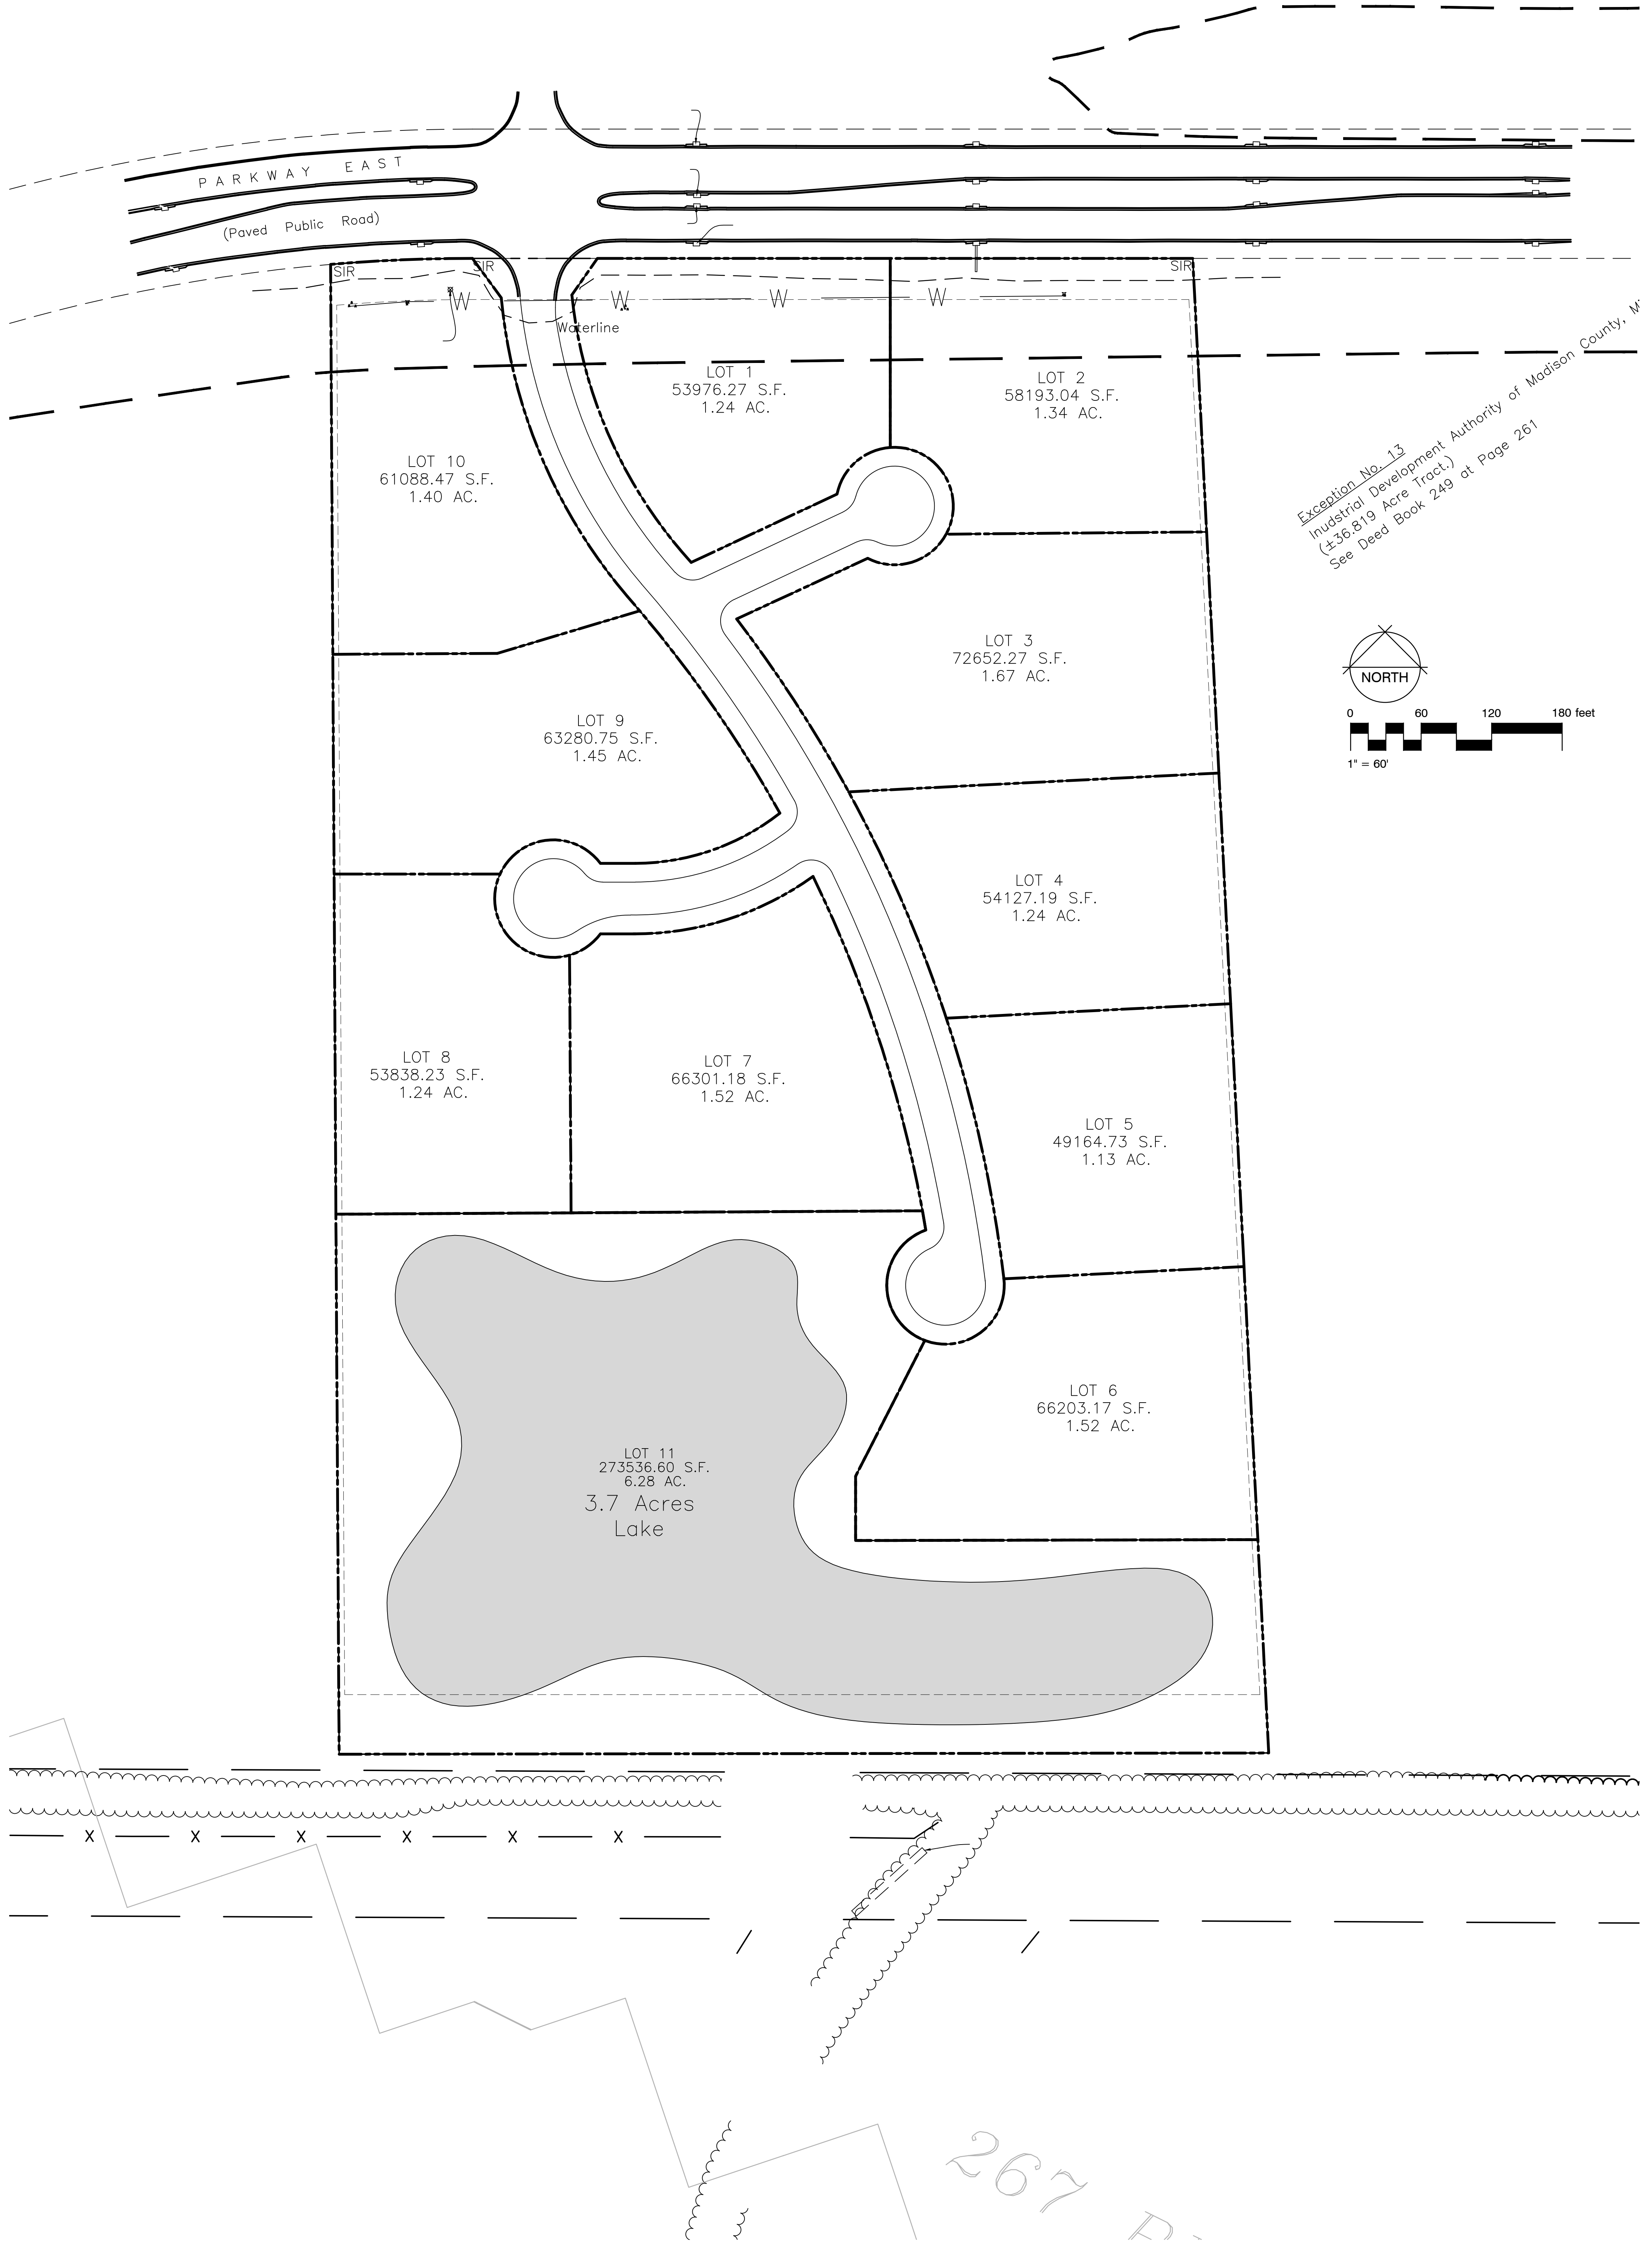 PARKWAY EAST
(Paved Public Road)
SIR
SIR
SIR
W
W
W
W
Waterline
LOT 1
53976.27 S.F.
1.24 AC.
LOT 2
58193.04 S.F.
1.34 AC.
LOT 10
61088.47 S.F.
1.40 AC.
Exception No. 13
Inudstrial Development Authority of Madison County,
(±36.819 Acre Tract.)
See Deed Book 249 at Page 261
LOT 3
72652.27 S.F.
1.67 AC.
NORTH
0 60 120 180 feet
1" = 60'
LOT 9
63280.75 S.F.
1.45 AC.
LOT 4
54127.19 S.F.
1.24 AC.
LOT 8
53838.23 S.F.
1.24 AC.
LOT 7
66301.18 S.F.
1.52 AC.
LOT 5
49164.73 S.F.
1.13 AC.
LOT 6
66203.17 S.F.
1.52 AC.
LOT 11
273536.60 S.F.
6.28 AC.
3.7 Acres
Lake
X X X X X X
267